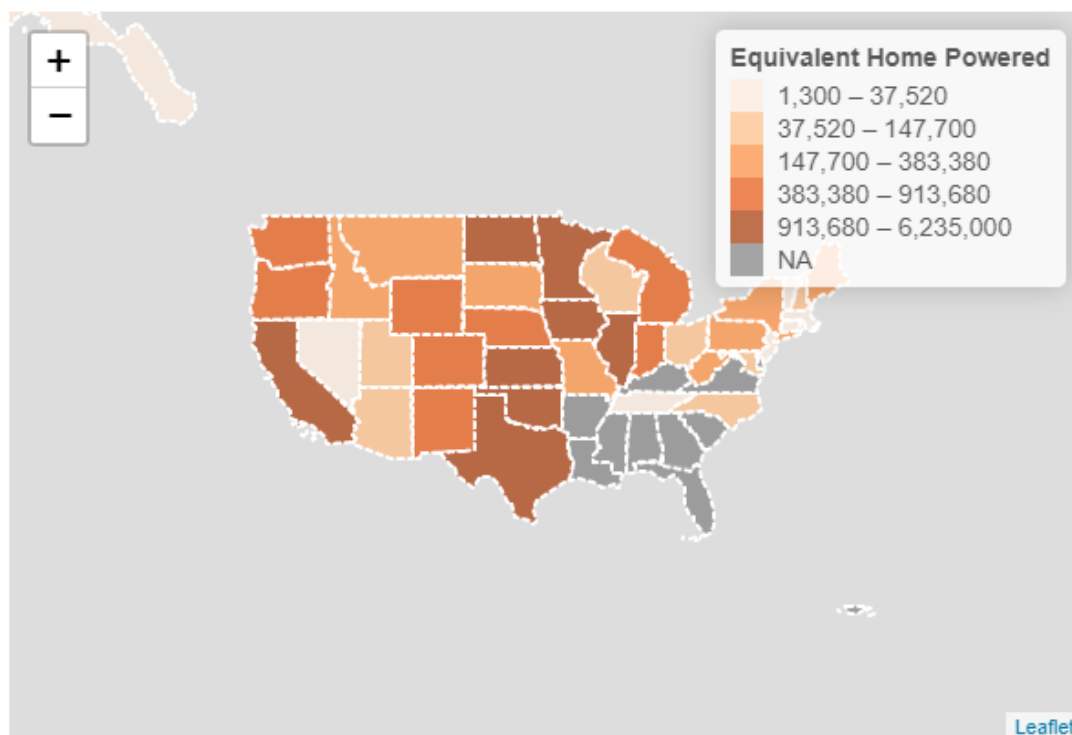 +
−
Equivalent Home Powered
1,300 – 37,520
37,520 – 147,700
147,700 – 383,380
383,380 – 913,680
913,680 – 6,235,000
NA
Leaflet